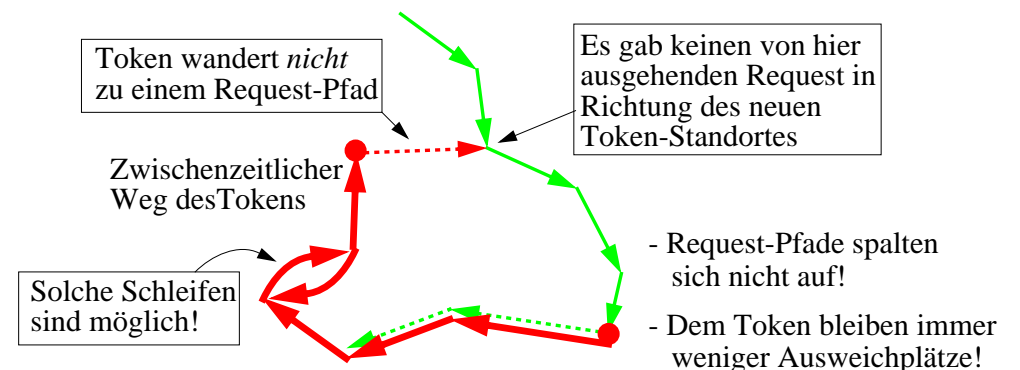 Token wandert nicht
zu einem Request-Pfad
Es gab keinen von hier
ausgehenden Request in
Richtung des neuen
Token-Standortes
Zwischenzeitlicher
Weg desTokens
Solche Schleifen
sind möglich!
- Request-Pfade spalten
sich nicht auf!
- Dem Token bleiben immer
weniger Ausweichplätze!